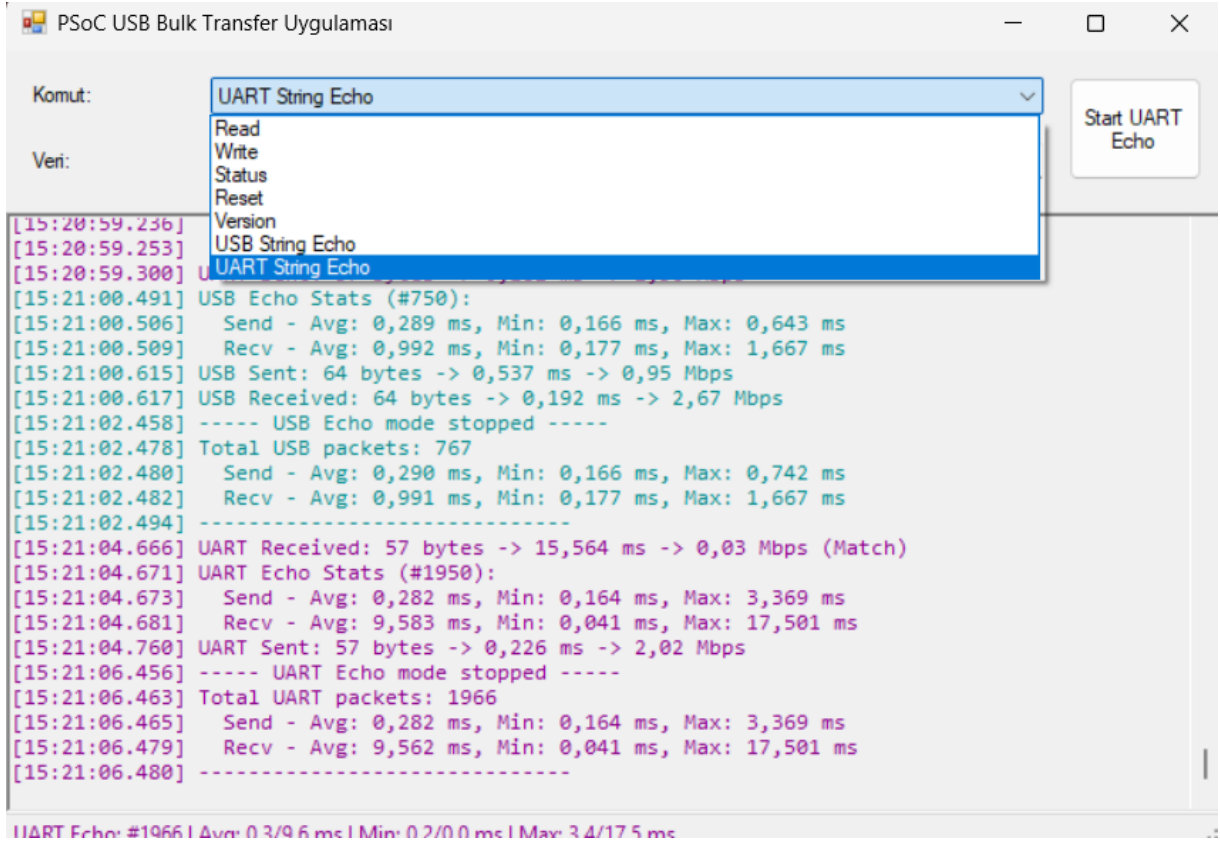 PSoC USB Bulk Transfer Uygulaması
Komut:
UART String Echo
Start UART
Echo
Veri:
Read
Write
Status
Reset
Version
USB String Echo
UART String Echo
[15:20:59.236]
[15:20:59.253]
[15:20:59.300]
[15:21:00.491] USB Echo Stats (#750):
[15:21:00.506]   Send - Avg: 0,289 ms, Min: 0,166 ms, Max: 0,643 ms
[15:21:00.509]   Recv - Avg: 0,992 ms, Min: 0,177 ms, Max: 1,667 ms
[15:21:00.615] USB Sent: 64 bytes -> 0,537 ms -> 0,95 Mbps
[15:21:00.617] USB Received: 64 bytes -> 0,192 ms -> 2,67 Mbps
[15:21:02.458] ----- USB Echo mode stopped -----
[15:21:02.478] Total USB packets: 767
[15:21:02.480]   Send - Avg: 0,290 ms, Min: 0,166 ms, Max: 0,742 ms
[15:21:02.482]   Recv - Avg: 0,991 ms, Min: 0,177 ms, Max: 1,667 ms
[15:21:02.494] ------------------------------
[15:21:04.666] UART Received: 57 bytes -> 15,564 ms -> 0,03 Mbps (Match)
[15:21:04.671] UART Echo Stats (#1950):
[15:21:04.673]   Send - Avg: 0,282 ms, Min: 0,164 ms, Max: 3,369 ms
[15:21:04.681]   Recv - Avg: 9,583 ms, Min: 0,041 ms, Max: 17,501 ms
[15:21:04.760] UART Sent: 57 bytes -> 0,226 ms -> 2,02 Mbps
[15:21:06.456] ----- UART Echo mode stopped -----
[15:21:06.463] Total UART packets: 1966
[15:21:06.465]   Send - Avg: 0,282 ms, Min: 0,164 ms, Max: 3,369 ms
[15:21:06.479]   Recv - Avg: 9,562 ms, Min: 0,041 ms, Max: 17,501 ms
[15:21:06.480] ------------------------------
UART Echo: #1966 | Avg: 0.3/9.6 ms | Min: 0.2/0.0 ms | Max: 3.4/17.5 ms